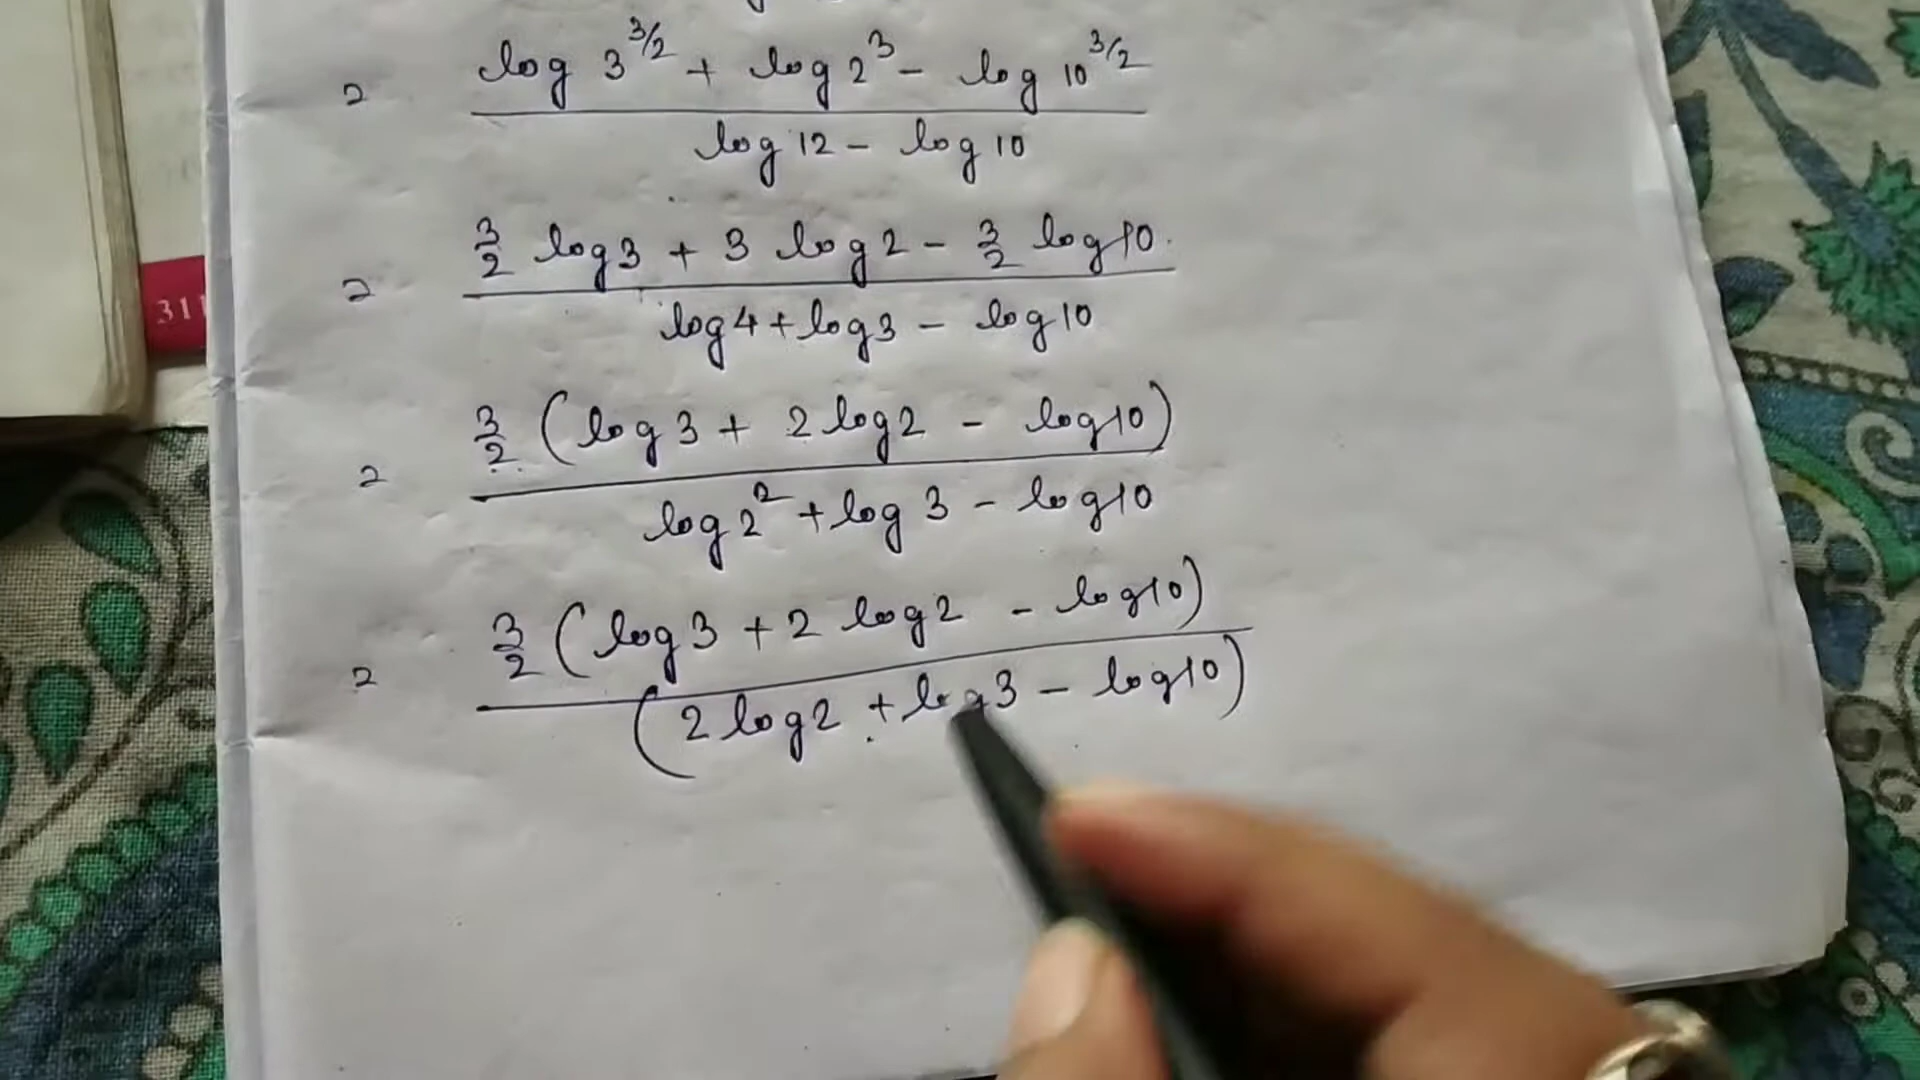 311
= log 3^3/2 + log 2^3 - log 10^3/2
log 12 - log 10
= 3/2 log 3 + 3 log 2 - 3/2 log 10
log 4 + log 3 - log 10
= 3/2 (log 3 + 2 log 2 - log 10)
log 2^2 + log 3 - log 10
= 3/2 (log 3 + 2 log 2 - log 10)
(2 log 2 + log 3 - log 10)